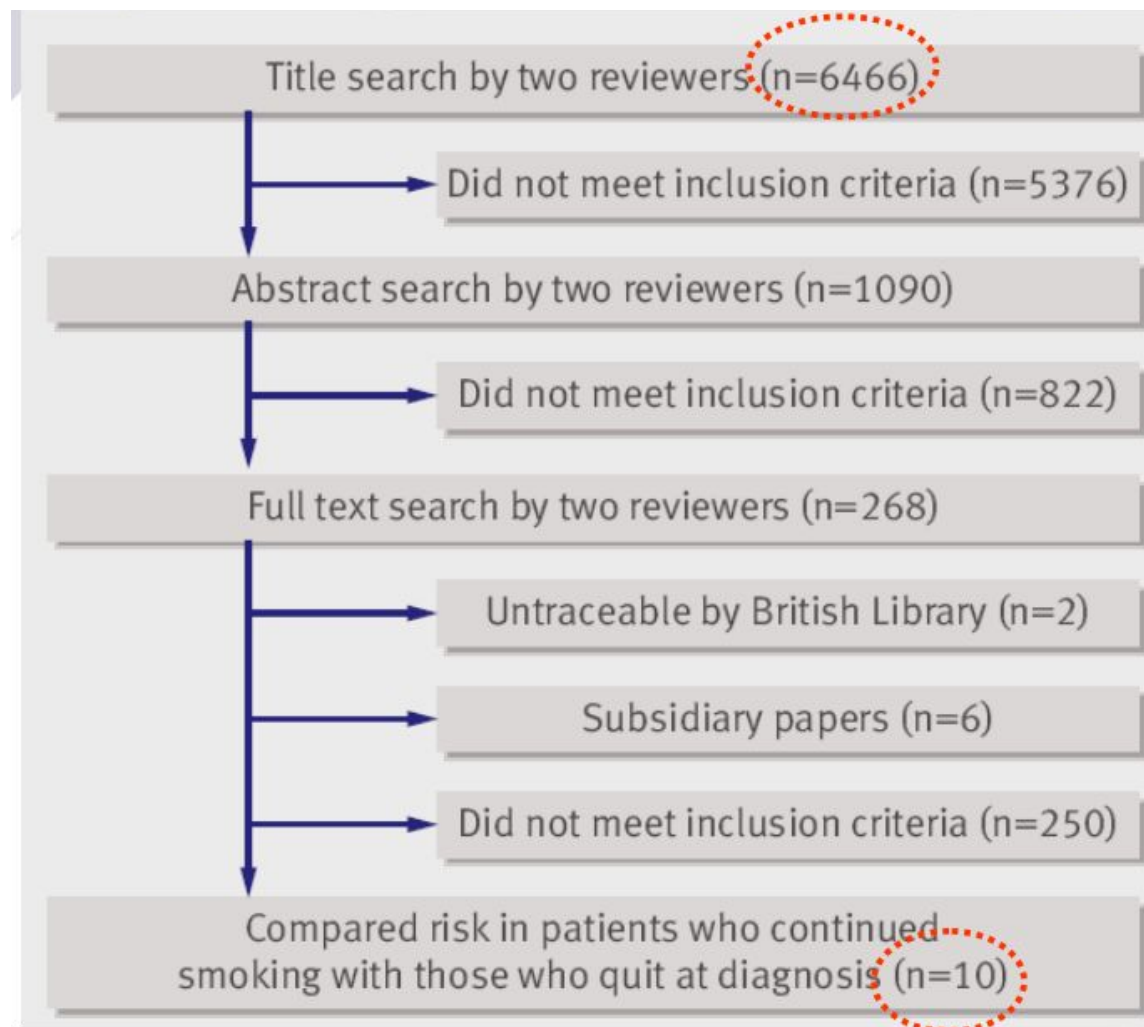 Title search by two reviewers (n=6466)
Did not meet inclusion criteria (n=5376)
Abstract search by two reviewers (n=1090)
Did not meet inclusion criteria (n=822)
Full text search by two reviewers (n=268)
Untraceable by British Library (n=2)
Subsidiary papers (n=6)
Did not meet inclusion criteria (n=250)
Compared risk in patients who continued
smoking with those who quit at diagnosis (n=10)